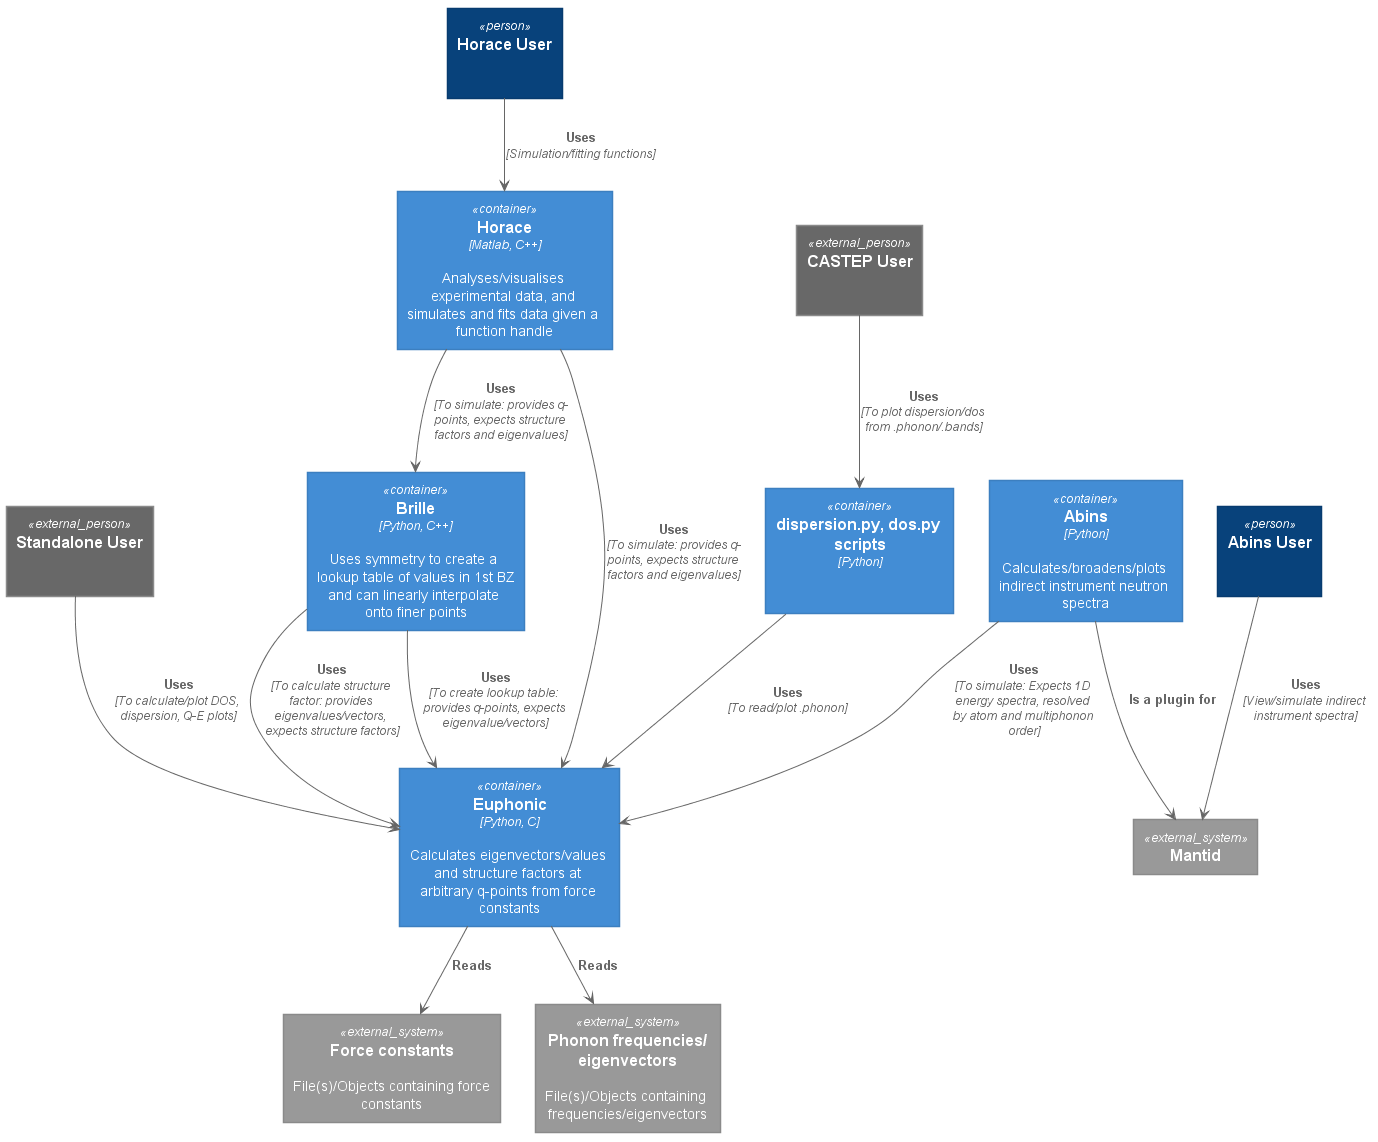 «person»
Horace User
Uses
[Simulation/fitting functions]
«container»
Horace
[Matlab, C++]
Analyses/visualises
experimental data, and
simulates and fits data given a
function handle
«external_person»
CASTEP User
Uses
[To simulate: provides q-
points, expects structure
factors and eigenvalues]
Uses
[To plot dispersion/dos
from .phonon/.bands]
«container»
Brille
[Python, C++]
Uses symmetry to create a
lookup table of values in 1st BZ
and can linearly interpolate
onto finer points
«external_person»
Standalone User
Uses
[To simulate: provides q-
points, expects structure
factors and eigenvalues]
«container»
dispersion.py, dos.py
scripts
[Python]
«container»
Abins
[Python]
Calculates/broadens/plots
indirect instrument neutron
spectra
«person»
Abins User
Uses
[To calculate/plot DOS,
dispersion, Q-E plots]
Uses
[To calculate structure
factor: provides
eigenvalues/vectors,
expects structure factors]
Uses
[To create lookup table:
provides q-points, expects
eigenvalue/vectors]
Uses
[To read/plot .phonon]
Uses
[To simulate: Expects 1D
energy spectra, resolved
by atom and multiphonon
order]
Is a plugin for
Uses
[View/simulate indirect
instrument spectra]
«container»
Euphonic
[Python, C]
Calculates eigenvectors/values
and structure factors at
arbitrary q-points from force
constants
«external_system»
Mantid
Reads
Reads
«external_system»
Force constants
File(s)/Objects containing force
constants
«external_system»
Phonon frequencies/
eigenvectors
File(s)/Objects containing
frequencies/eigenvectors